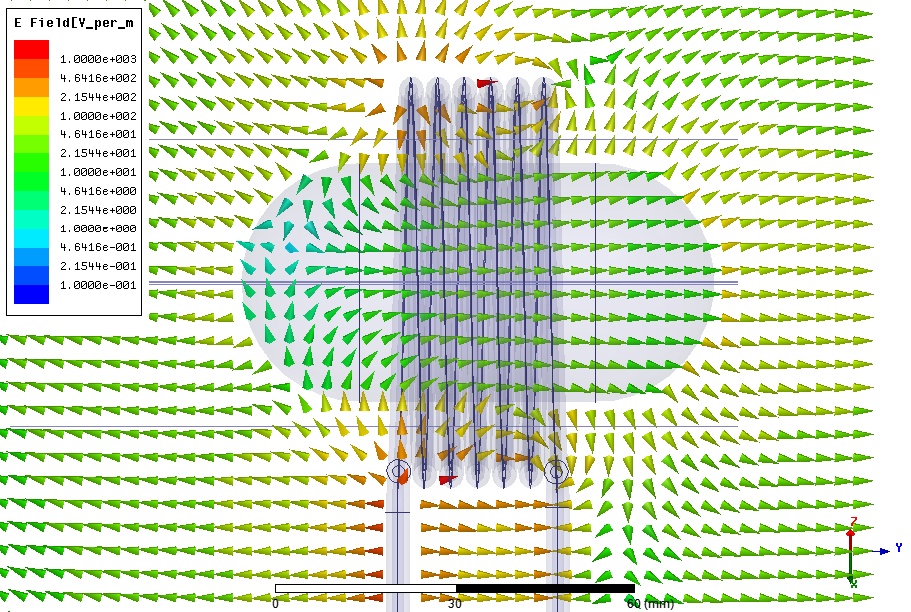 E Field[V_per_m
1.0000e+003
4.6416e+002
2.1544e+002
1.0000e+002
4.6416e+001
2.1544e+001
1.0000e+001
4.6416e+000
2.1544e+000
1.0000e+000
4.6416e-001
2.1544e-001
1.0000e-001
Z
Y
X
0
30
60 (mm)